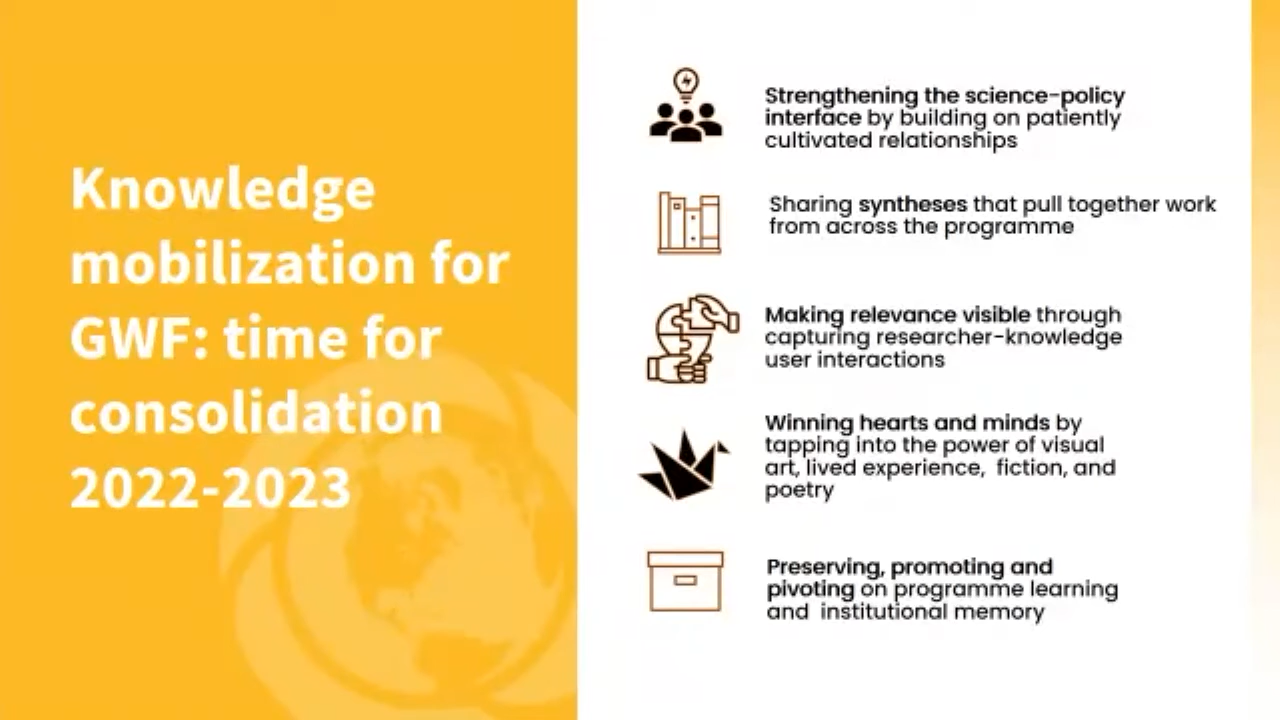 Knowledge
mobilization for
GWF: time for
consolidation
2022-2023
Strengthening the science-policy
interface by building on patiently
cultivated relationships
Sharing syntheses that pull together work
from across the programme
Making relevance visible through
capturing researcher-knowledge
user interactions
Winning hearts and minds by
tapping into the power of visual
art, lived experience, fiction, and
poetry
Preserving, promoting and
pivoting on programme learning
and institutional memory